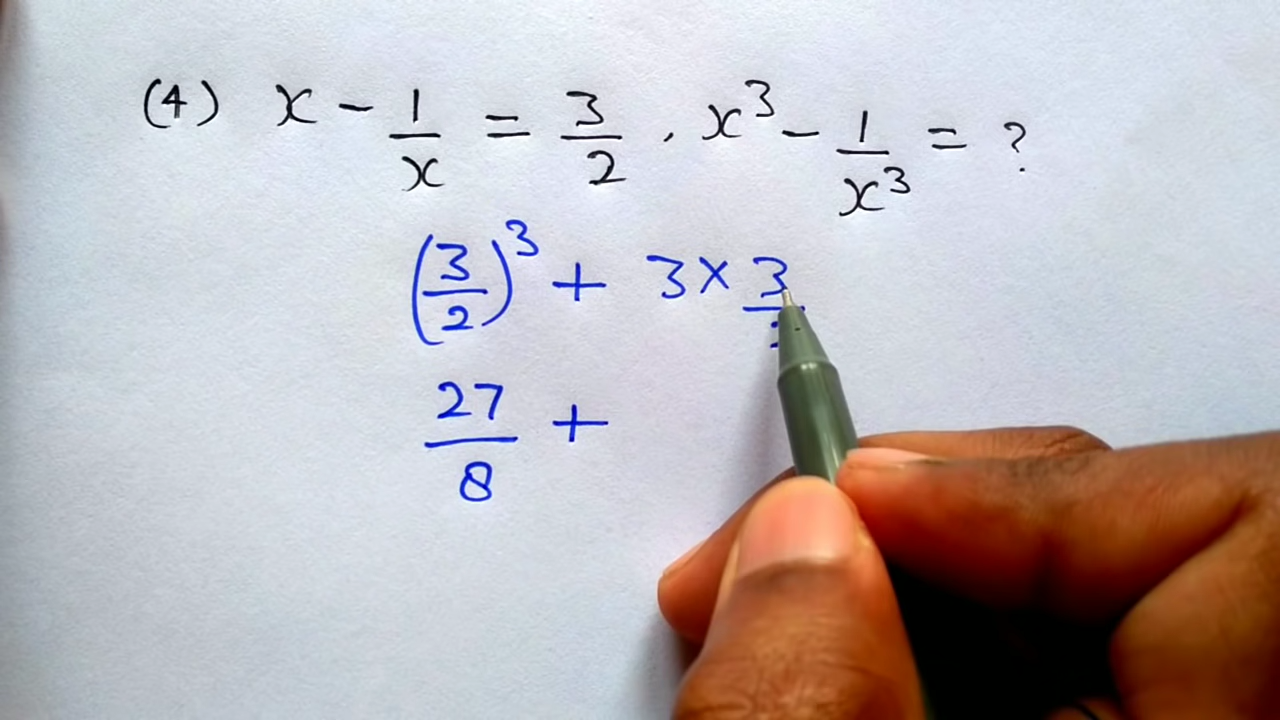 (4) x - 1/x = 3/2 , x³ - 1/x³ = ?
(3/2)³ + 3 × 3/
27/8 +